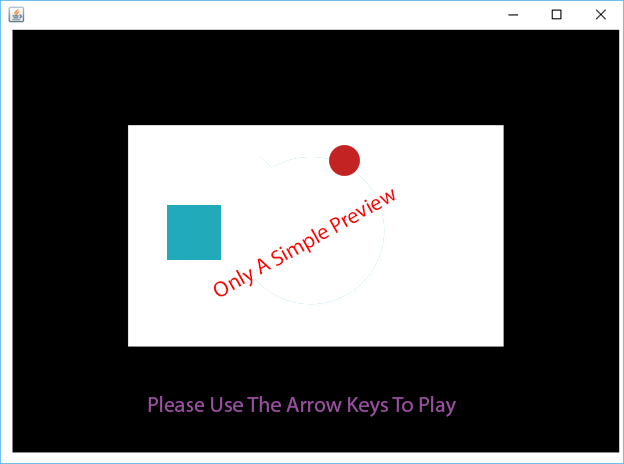 Only A Simple Preview
Please Use The Arrow Keys To Play